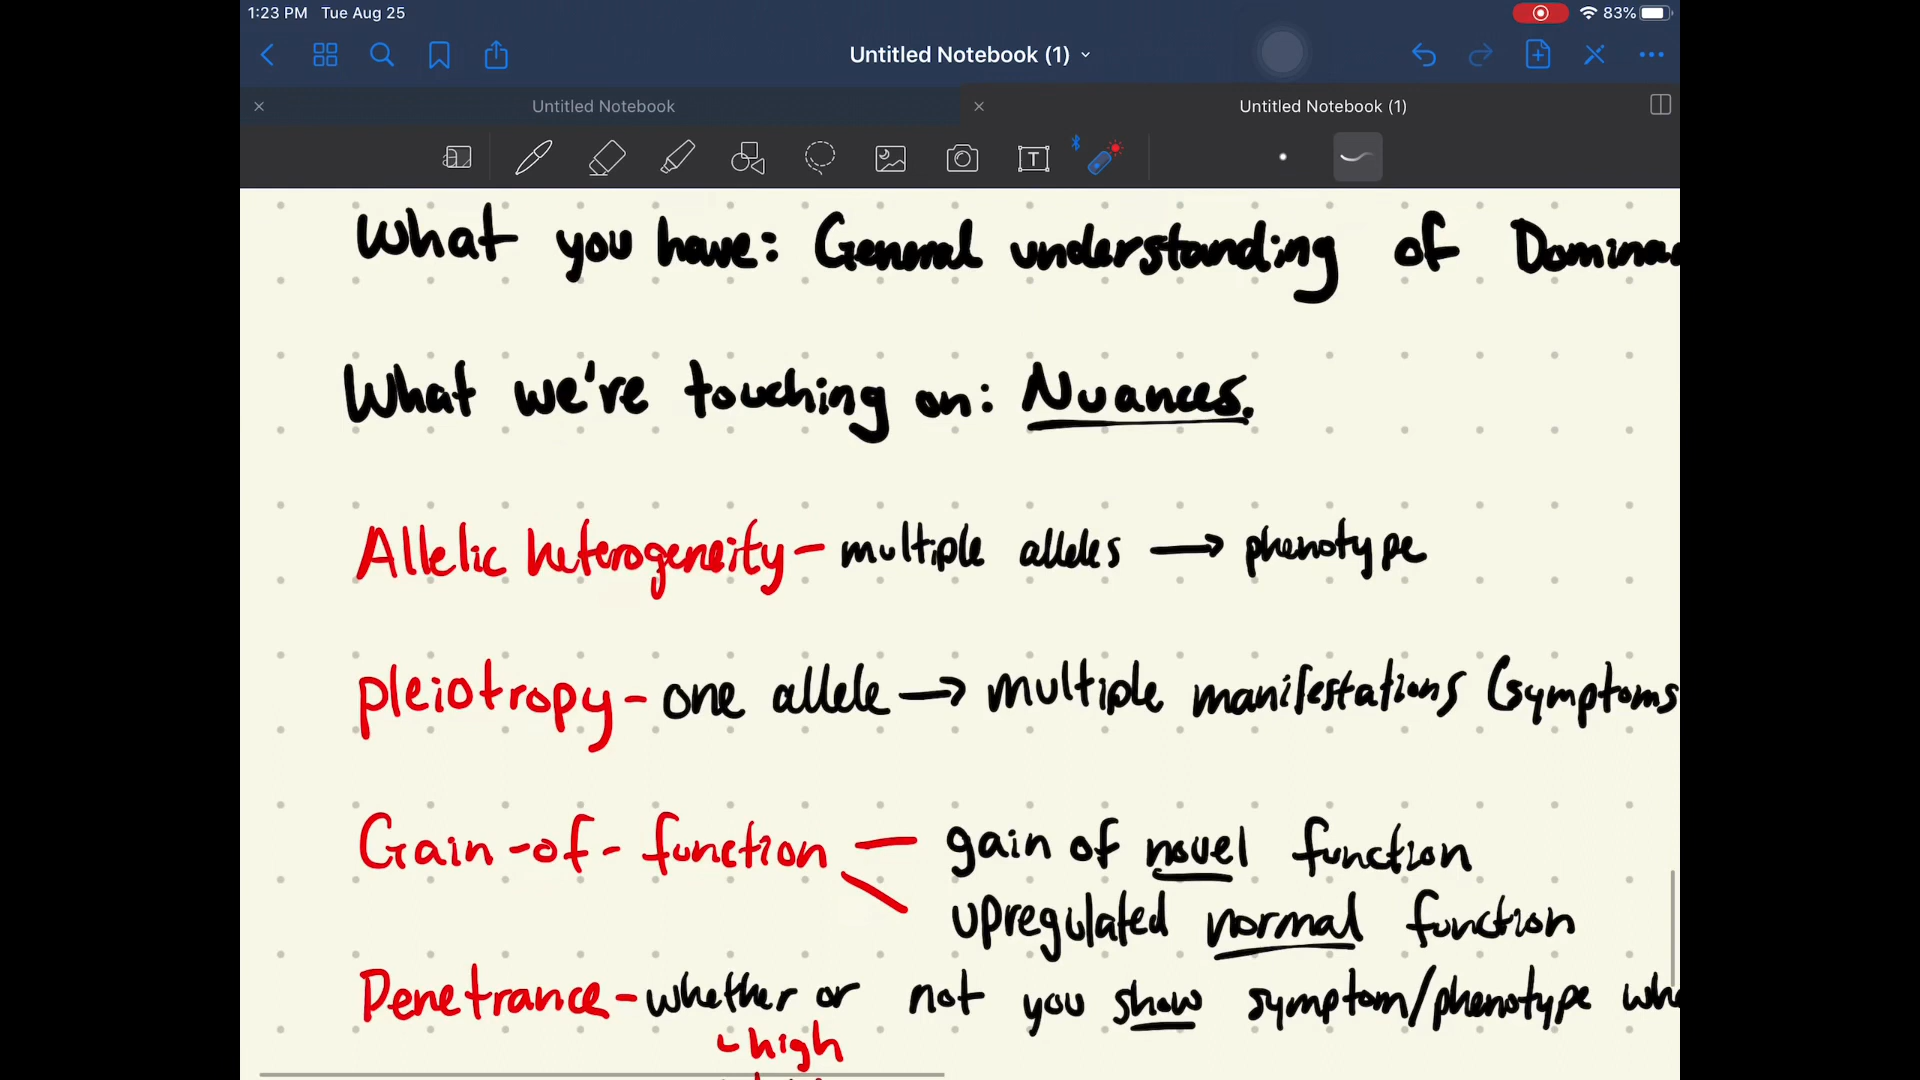 1:23 PM Tue Aug 25
83%
Untitled Notebook (1)
Untitled Notebook
Untitled Notebook (1)
T
What you have: General understanding of Domina
What we're touching on: Nuances.
Allelic heterogeneity - multiple alleles → phenotype
pleiotropy - one allele → multiple manifestations (symptoms
Gain-of-function — gain of novel function
upregulated normal function
Penetrance - whether or not you show symptom/phenotype whe
high